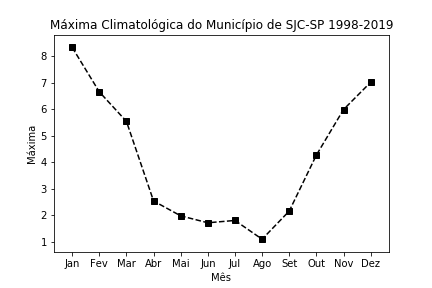 Máxima Climatológica do Município de SJC-SP 1998-2019
8
7
6
5
4
3
2
1
Máxima
Jan Fev Mar Abr Mai Jun Jul Ago Set Out Nov Dez
Mês